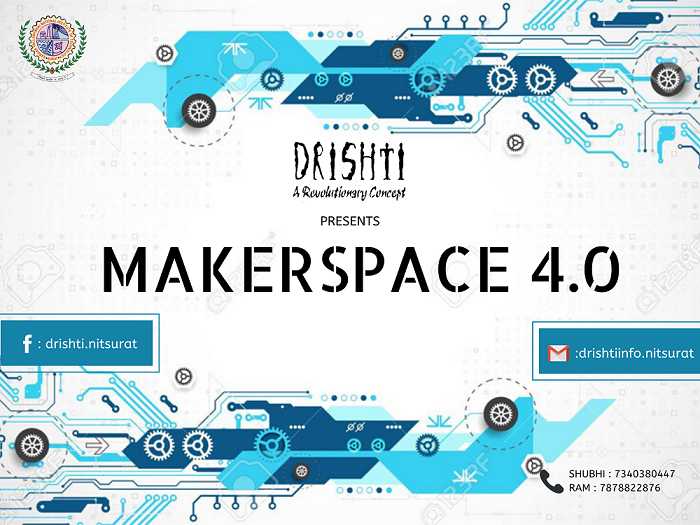 DRISHTI
A Revolutionary Concept
PRESENTS
MAKERSPACE 4.0
f : drishti.nitsurat
:drishtiinfo.nitsurat
SHUBHI : 7340380447
RAM : 7878822876